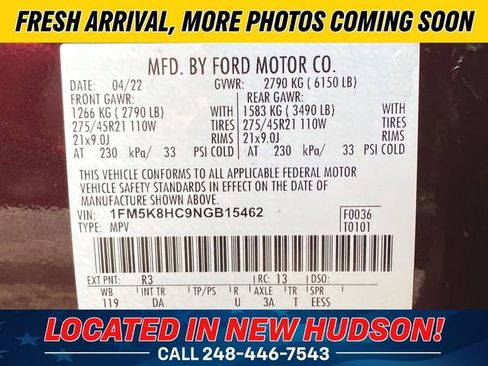 FRESH ARRIVAL, MORE PHOTOS COMING SOON
MFD. BY FORD MOTOR CO.
DATE: 04/22 GVWR: 2790 KG ( 6150 LB)
FRONT GAWR: REAR GAWR:
1266 KG ( 2790 LB) WITH 1583 KG ( 3490 LB) WITH
275/45R21 110W TIRES 275/45R21 110W TIRES
21x9.0J RIMS 21x9.0J RIMS
AT 230 kPa/ 33 PSI COLD AT 230 kPa/ 33 PSI COLD
THIS VEHICLE CONFORMS TO ALL APPLICABLE FEDERAL MOTOR
VEHICLE SAFETY STANDARD IN EFFECT ON THE DATE OF
MANUFACTURE SHOWN ABOVE.
VIN: 1FM5K8HC9NGB15462 F0036
TYPE: MPV T0101
EXT PNT: R3 RC: 13 DSO:
WB INT TR TP/PS R AXLE TR SPR
119 DA U 3A T EESS
LOCATED IN NEW HUDSON!
CALL 248-446-7543